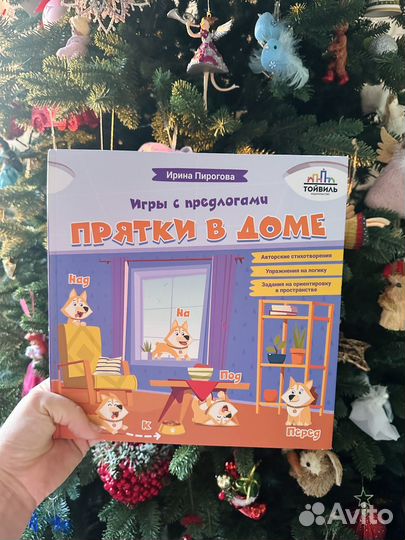 Ирина Пирогова
ТОЙВИЛЬ
ИЗДАТЕЛЬСТВО
Игры с предлогами
ПРЯТКИ В ДОМЕ
Авторские стихотворения
Упражнения на логику
Задания на ориентировку
в пространстве
Над
На
Под
К
Перед
Avito